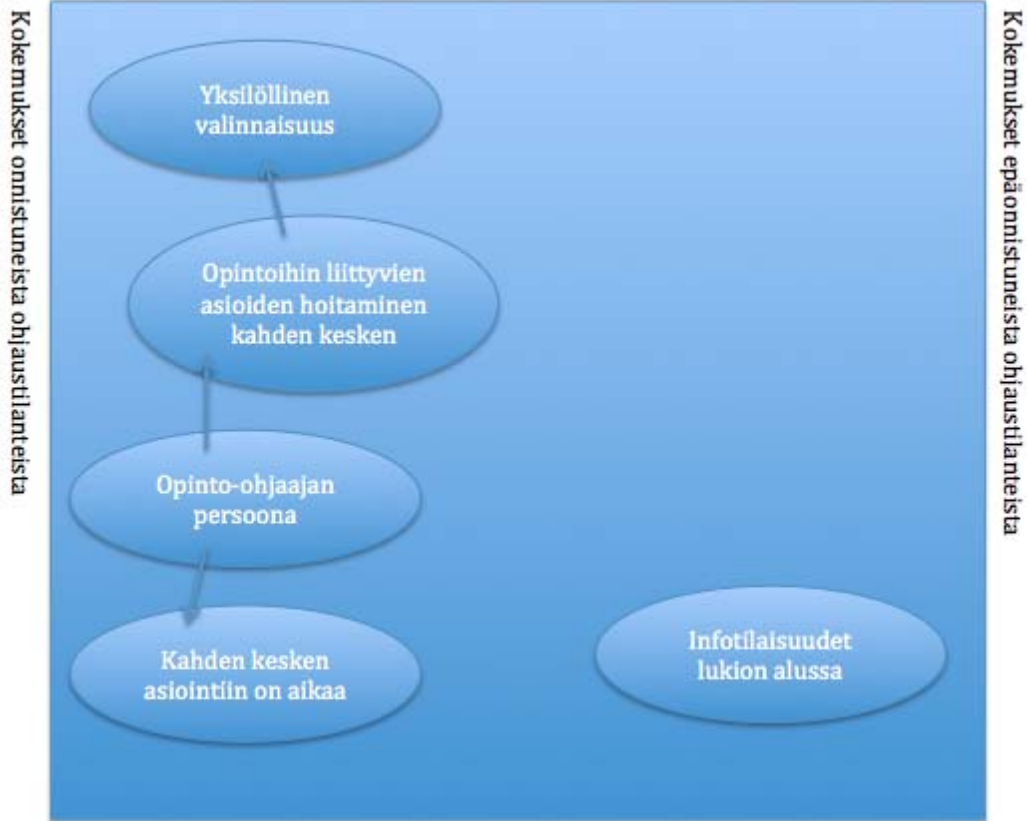 Kokemukset onnistuneista ohjaustilanteista
Yksilöllinen
valinnaisuus
Opintoihin liittyvien
asioiden hoitaminen
kahden kesken
Opinto-ohjaajan
persoona
Kahden kesken
asiointiin on aikaa
Infotilaisuudet
lukion alussa
Kokemukset epäonnistuneista ohjaustilanteista